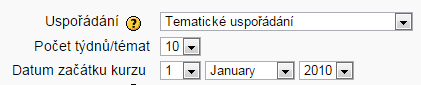 Uspořádání Tematické uspořádání
Počet týdnů/témat 10
Datum začátku kurzu 1 January 2010